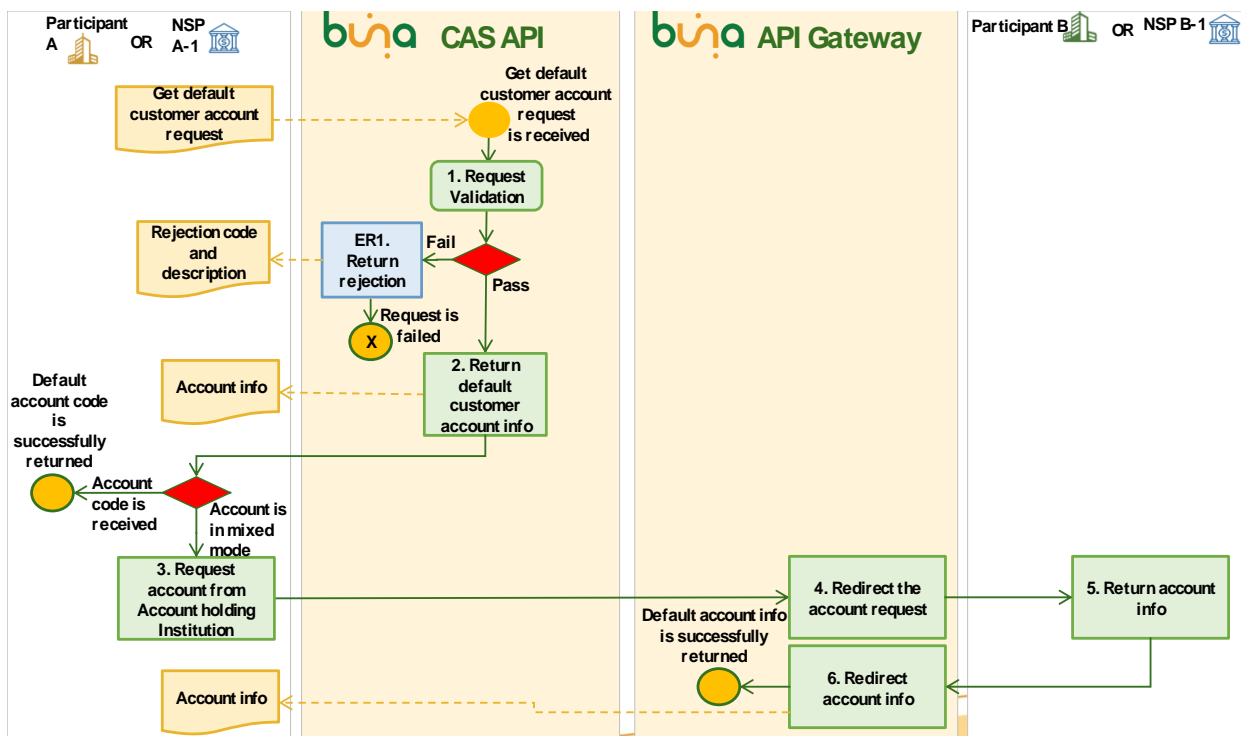 Participant
A
OR
NSP
A-1
buna CAS API
buna API Gateway
Participant B
OR
NSP B-1
Get default
customer account
request
Get default
customer account
request
is received
1. Request
Validation
Rejection code
and
description
ER1.
Return
rejection
Fail
Pass
Request is
failed
X
Account info
2. Return
default
customer
account info
Default
account code
is
successfully
returned
Account
code is
received
Account is
in mixed
mode
3. Request
account from
Account holding
Institution
4. Redirect the
account request
5. Return account
info
Default account info
is successfully
returned
6. Redirect
account info
Account info